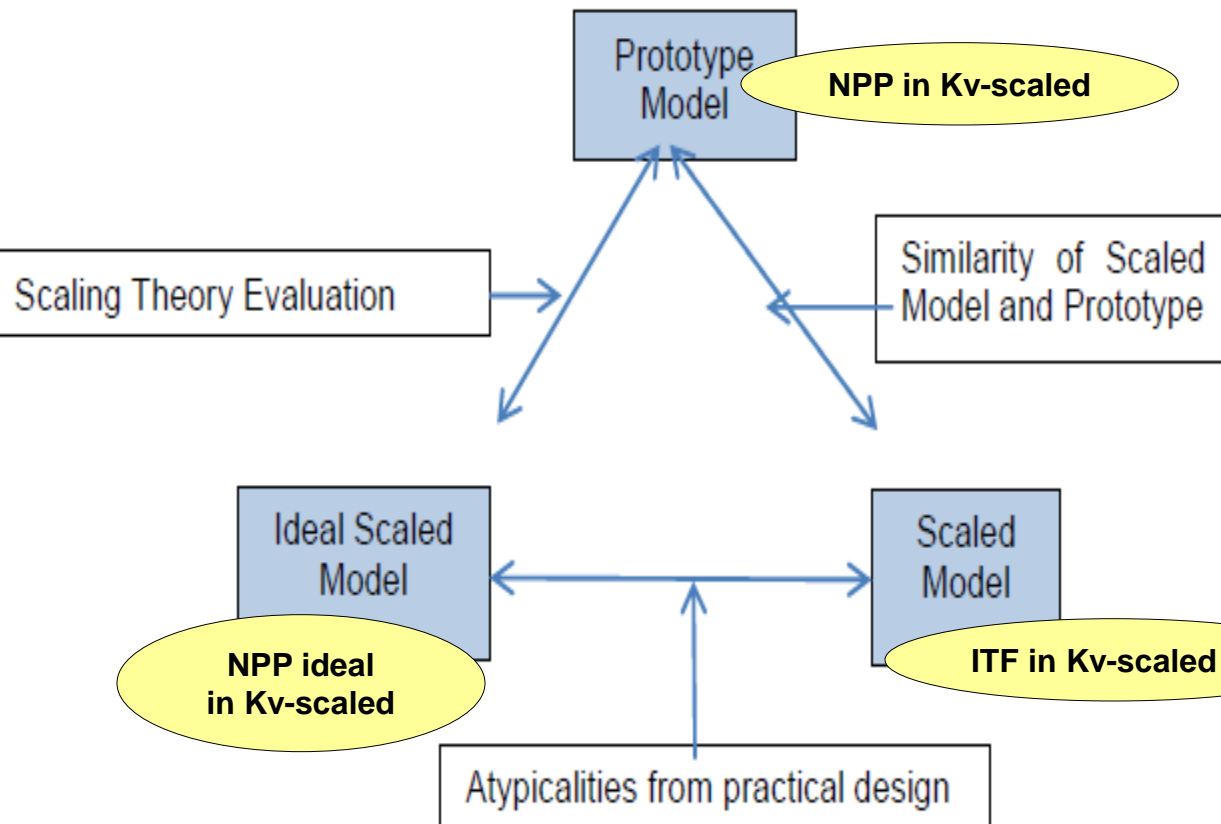 Prototype
Model
NPP in Kv-scaled
Scaling Theory Evaluation
Similarity of Scaled
Model and Prototype
Ideal Scaled
Model
NPP ideal
in Kv-scaled
Scaled
Model
ITF in Kv-scaled
Atypicalities from practical design